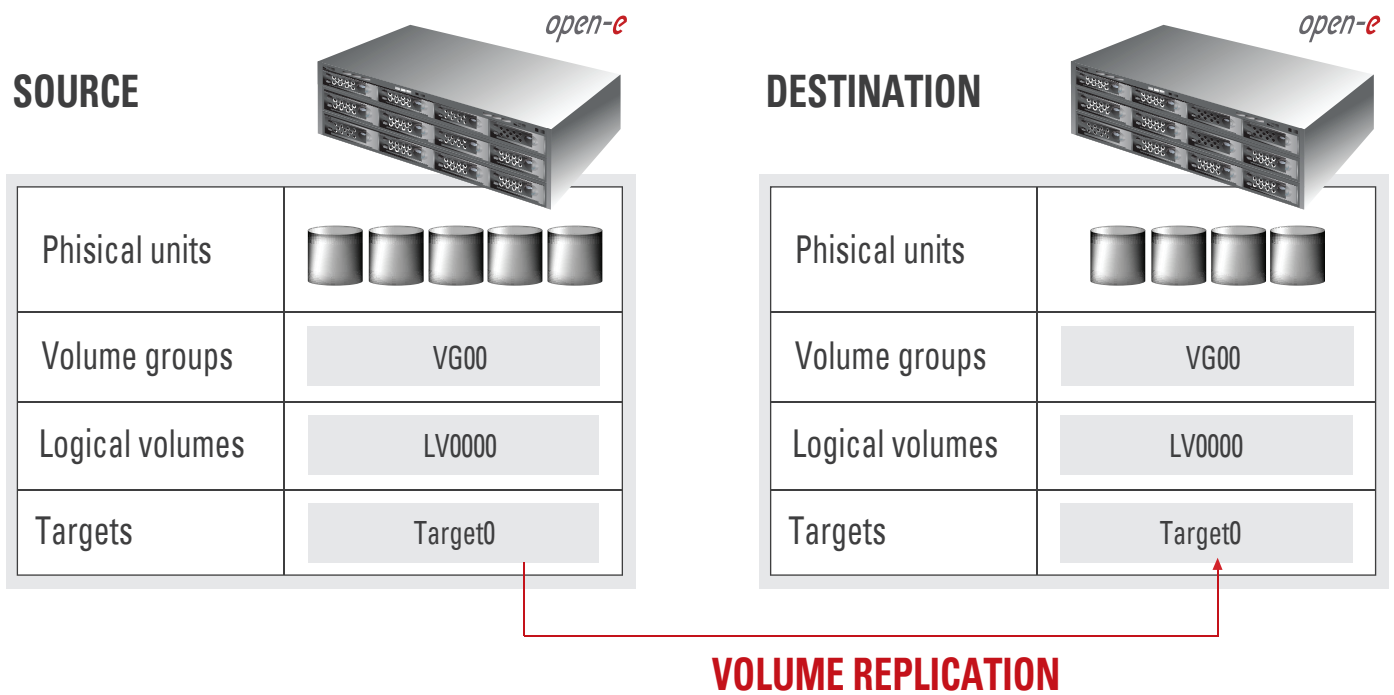 open-e
open-e
SOURCE
DESTINATION
Phisical units
Volume groups
VG00
Logical volumes
LV0000
Targets
Target0
Phisical units
Volume groups
VG00
Logical volumes
LV0000
Targets
Target0
VOLUME REPLICATION